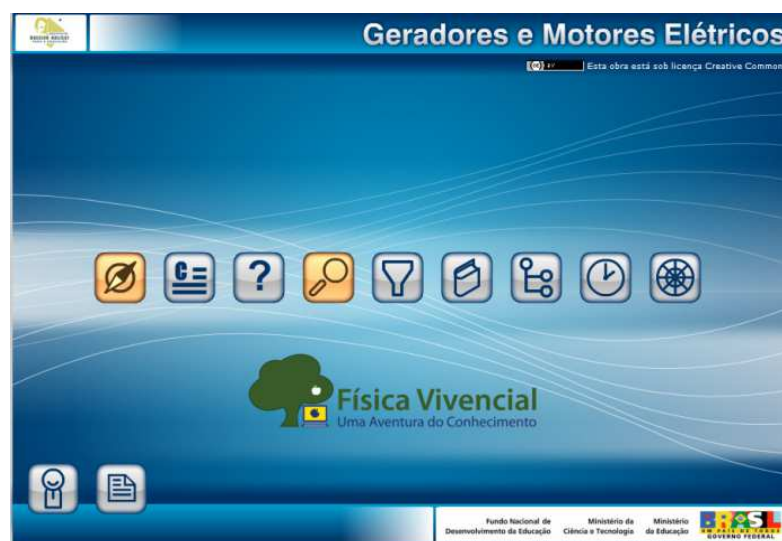 Geradores e Motores Elétricos
Esta obra está sob licença Creative Common
Física Vivencial
Uma Aventura do Conhecimento
Fundo Nacional de
Desenvolvimento da Educação
Ministério da
Ciência e Tecnologia
Ministério
da Educação
BRASIL
UM PAÍS DE TODOS
GOVERNO FEDERAL